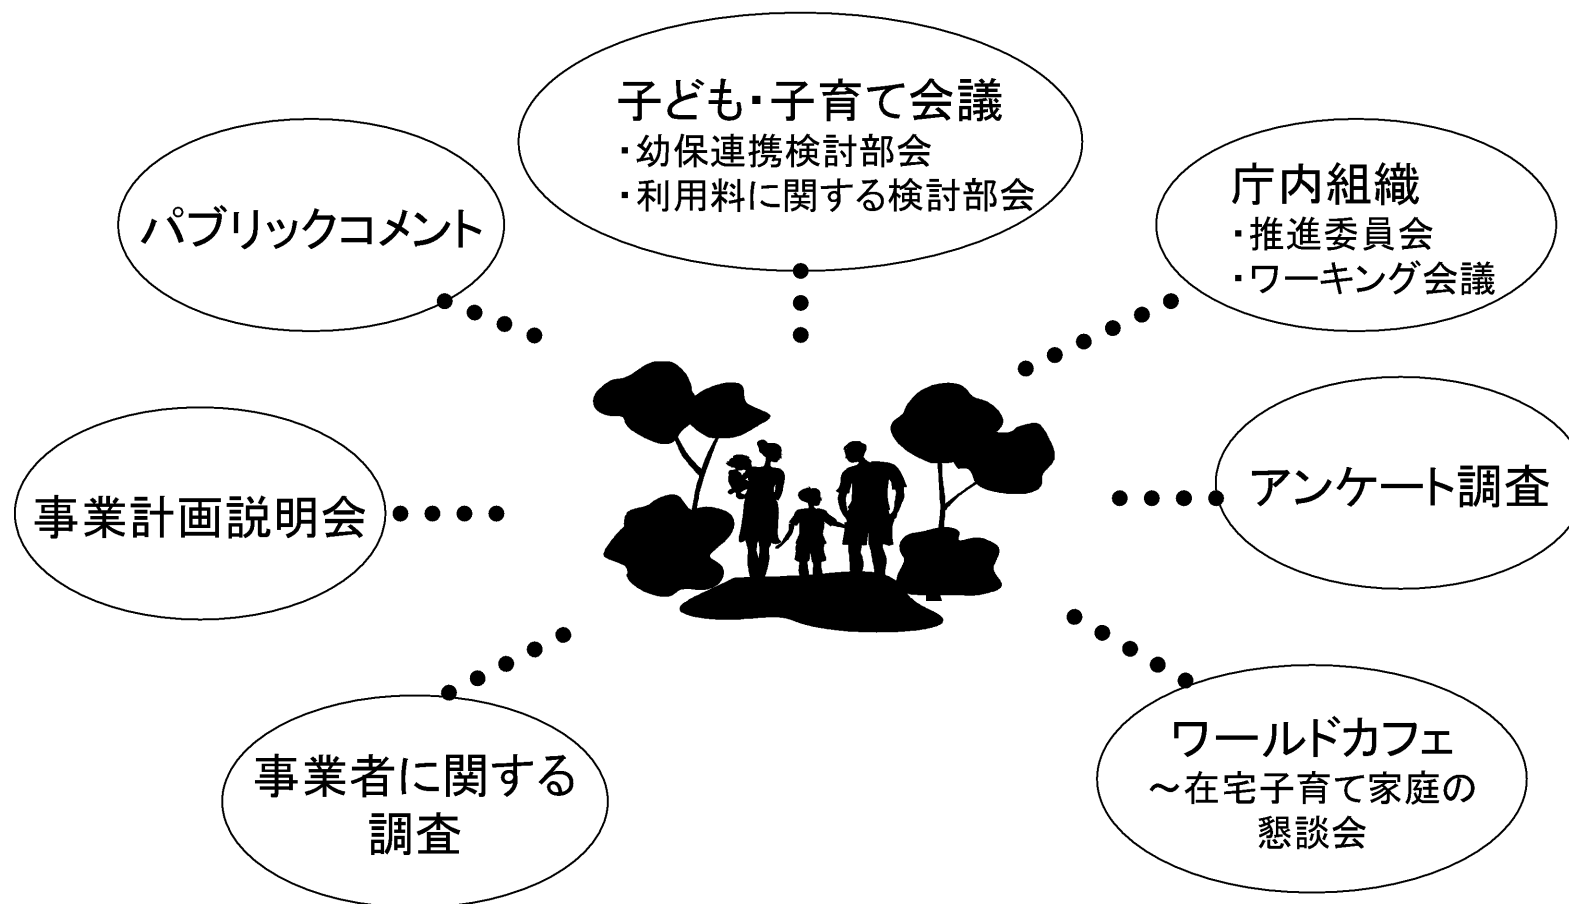 子ども・子育て会議
・幼保連携検討部会
・利用料に関する検討部会
パブリックコメント
庁内組織
・推進委員会
・ワーキング会議
事業計画説明会
アンケート調査
事業者に関する
調査
ワールドカフェ
～在宅子育て家庭の
懇談会